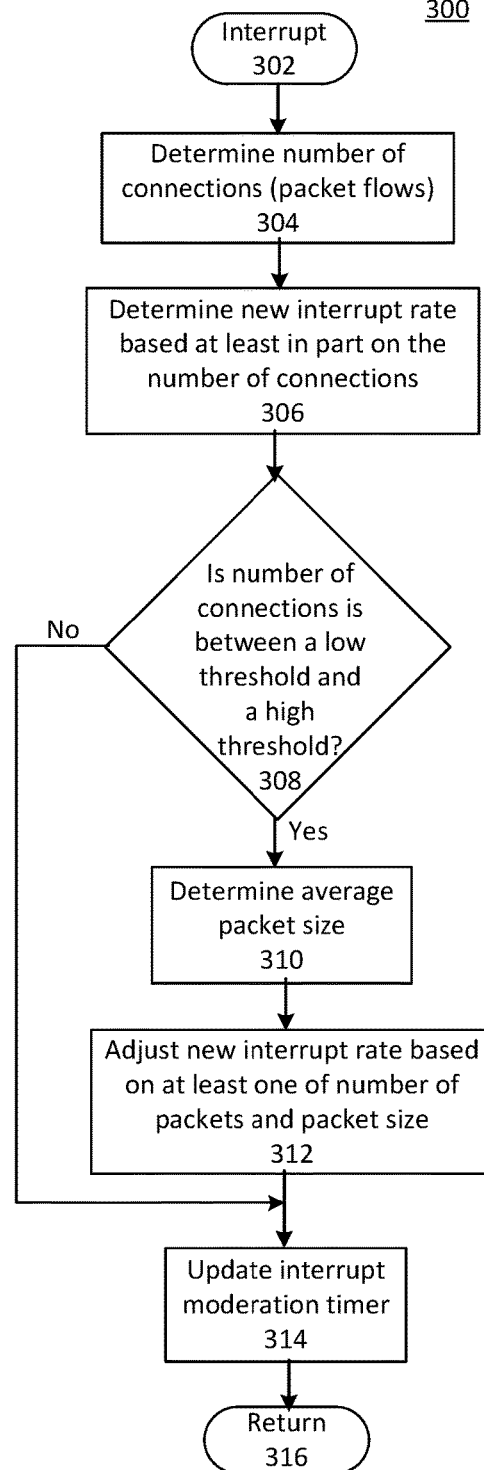 300
Interrupt
302
Determine number of
connections (packet flows)
304
Determine new interrupt rate
based at least in part on the
number of connections
306
Is number of
connections is
between a low
threshold and
a high
threshold?
308
No
Yes
Determine average
packet size
310
Adjust new interrupt rate based
on at least one of number of
packets and packet size
312
Update interrupt
moderation timer
314
Return
316